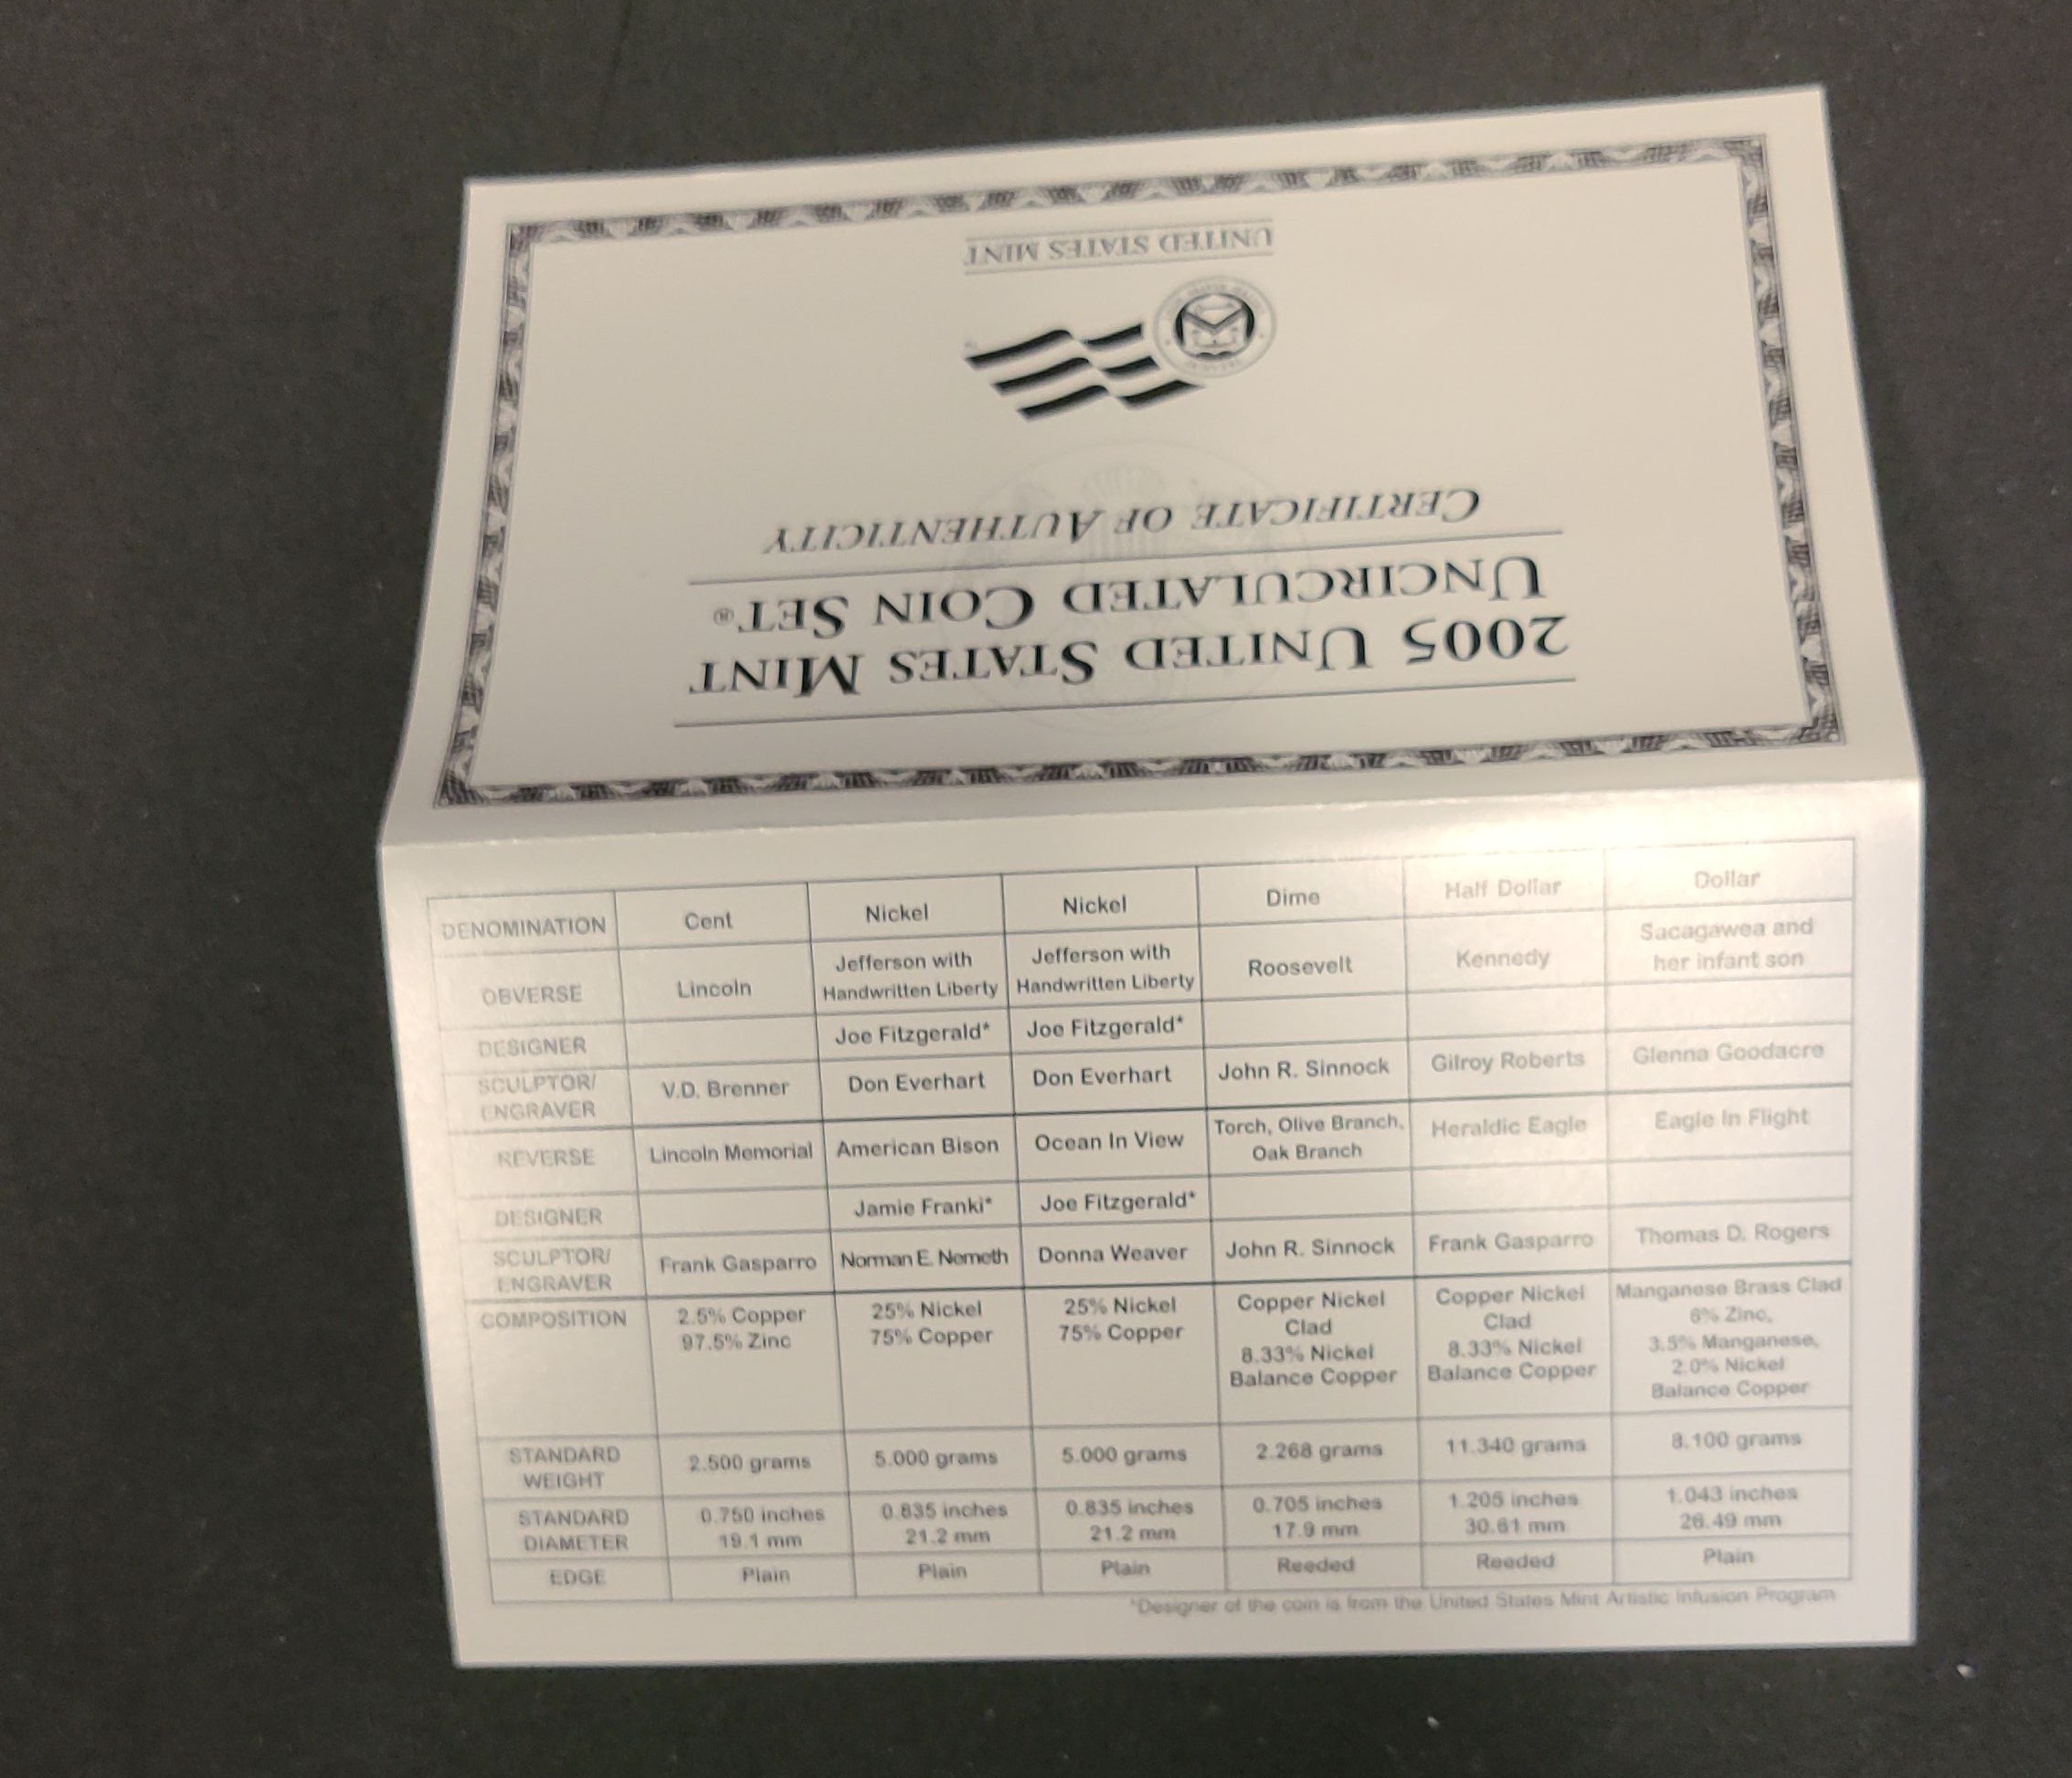 2005 UNITED STATES MINT
UNCIRCULATED COIN SET®
CERTIFICATE OF AUTHENTICITY
UNITED STATES MINT
DENOMINATION Cent Nickel Nickel Dime Half Dollar Dollar
OBVERSE Lincoln Jefferson with Handwritten Liberty Jefferson with Handwritten Liberty Roosevelt Kennedy Sacagawea and her infant son
DESIGNER Joe Fitzgerald* Joe Fitzgerald*
SCULPTOR/ENGRAVER V.D. Brenner Don Everhart Don Everhart John R. Sinnock Gilroy Roberts Glenna Goodacre
REVERSE Lincoln Memorial American Bison Ocean In View Torch, Olive Branch, Oak Branch Heraldic Eagle Eagle In Flight
DESIGNER Jamie Franki* Joe Fitzgerald*
SCULPTOR/ENGRAVER Frank Gasparro Norman E. Nemeth Donna Weaver John R. Sinnock Frank Gasparro Thomas D. Rogers
COMPOSITION 2.5% Copper 97.5% Zinc 25% Nickel 75% Copper 25% Nickel 75% Copper Copper Nickel Clad 8.33% Nickel Balance Copper Copper Nickel Clad 8.33% Nickel Balance Copper Manganese Brass Clad 6% Zinc, 3.5% Manganese, 2.0% Nickel Balance Copper
STANDARD WEIGHT 2.500 grams 5.000 grams 5.000 grams 2.268 grams 11.340 grams 8.100 grams
STANDARD DIAMETER 0.750 inches 19.1 mm 0.835 inches 21.2 mm 0.835 inches 21.2 mm 0.705 inches 17.9 mm 1.205 inches 30.61 mm 1.043 inches 26.49 mm
EDGE Plain Plain Plain Reeded Reeded Plain
*Designer of the coin is from the United States Mint Artistic Infusion Program